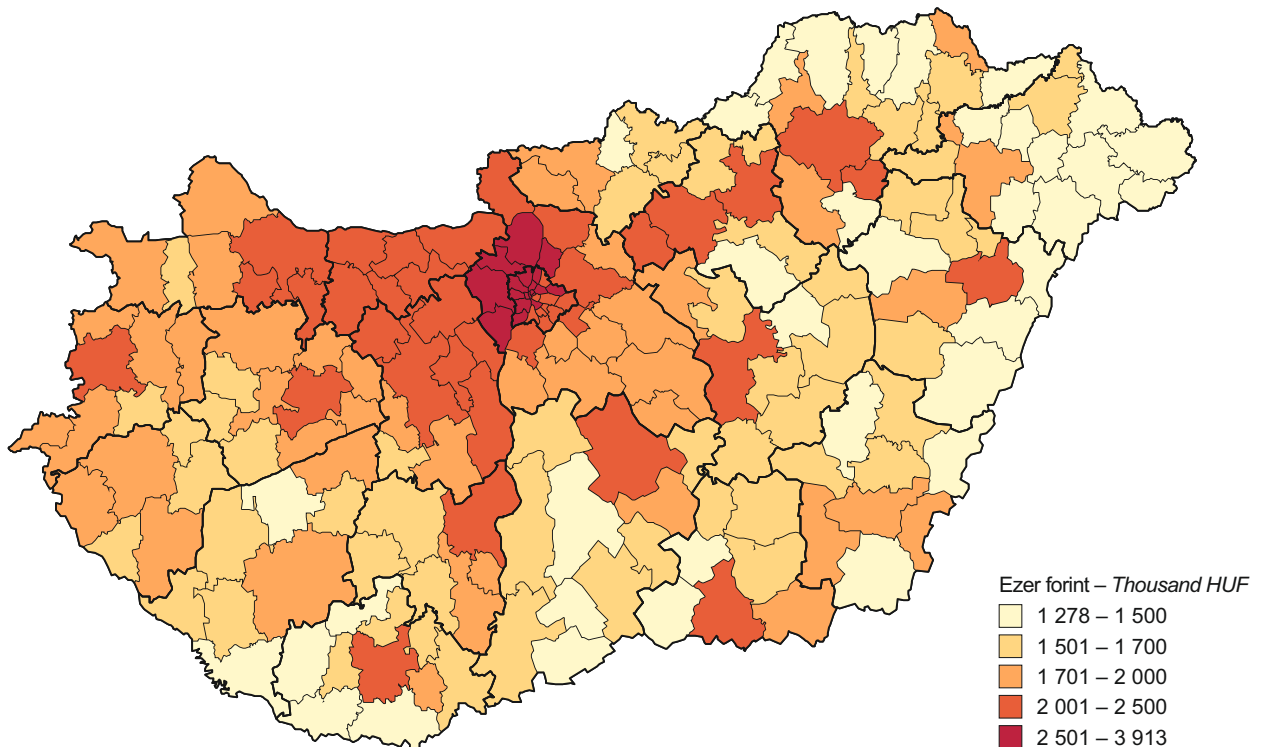 Ezer forint – Thousand HUF
1 278 – 1 500
1 501 – 1 700
1 701 – 2 000
2 001 – 2 500
2 501 – 3 913